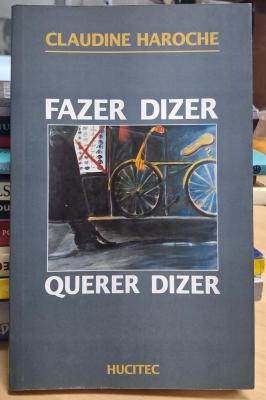 CLAUDINE HAROCHE
FAZER DIZER
QUERER DIZER
HUCITEC